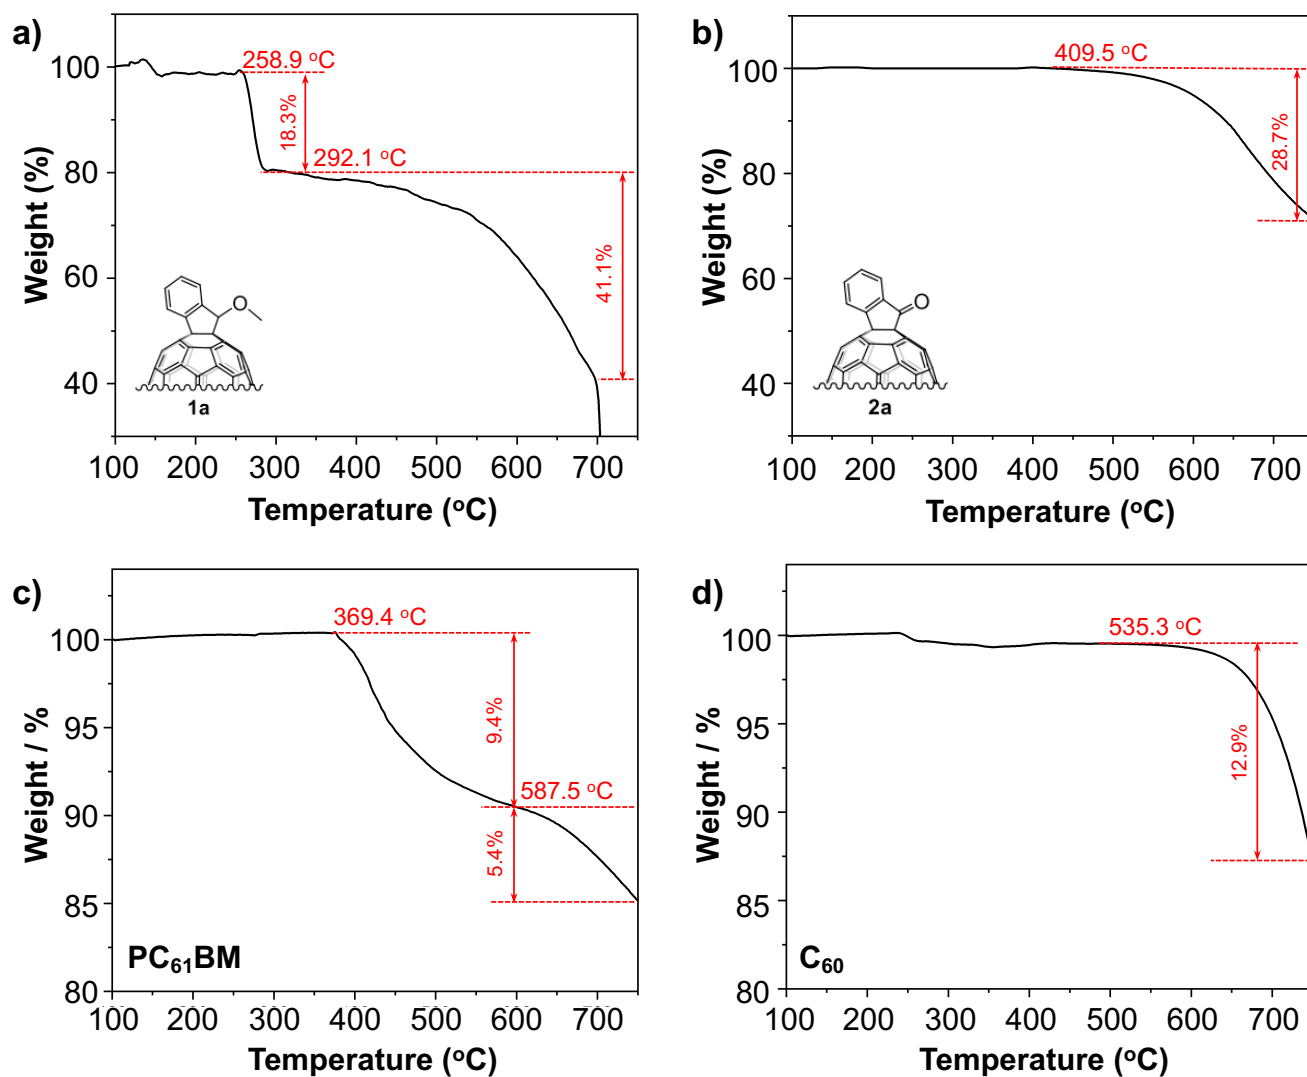 a)
258.9 °C
18.3%
292.1 °C
41.1%
O
1a
Weight (%)
100
80
60
40
100 200 300 400 500 600 700
Temperature (°C)
b)
409.5 °C
28.7%
O
2a
Weight (%)
100
80
60
40
100 200 300 400 500 600 700
Temperature (°C)
c)
369.4 °C
9.4%
587.5 °C
5.4%
PC₆₁BM
Weight / %
100
95
90
85
80
100 200 300 400 500 600 700
Temperature (°C)
d)
535.3 °C
12.9%
C₆₀
Weight / %
100
95
90
85
80
100 200 300 400 500 600 700
Temperature (°C)